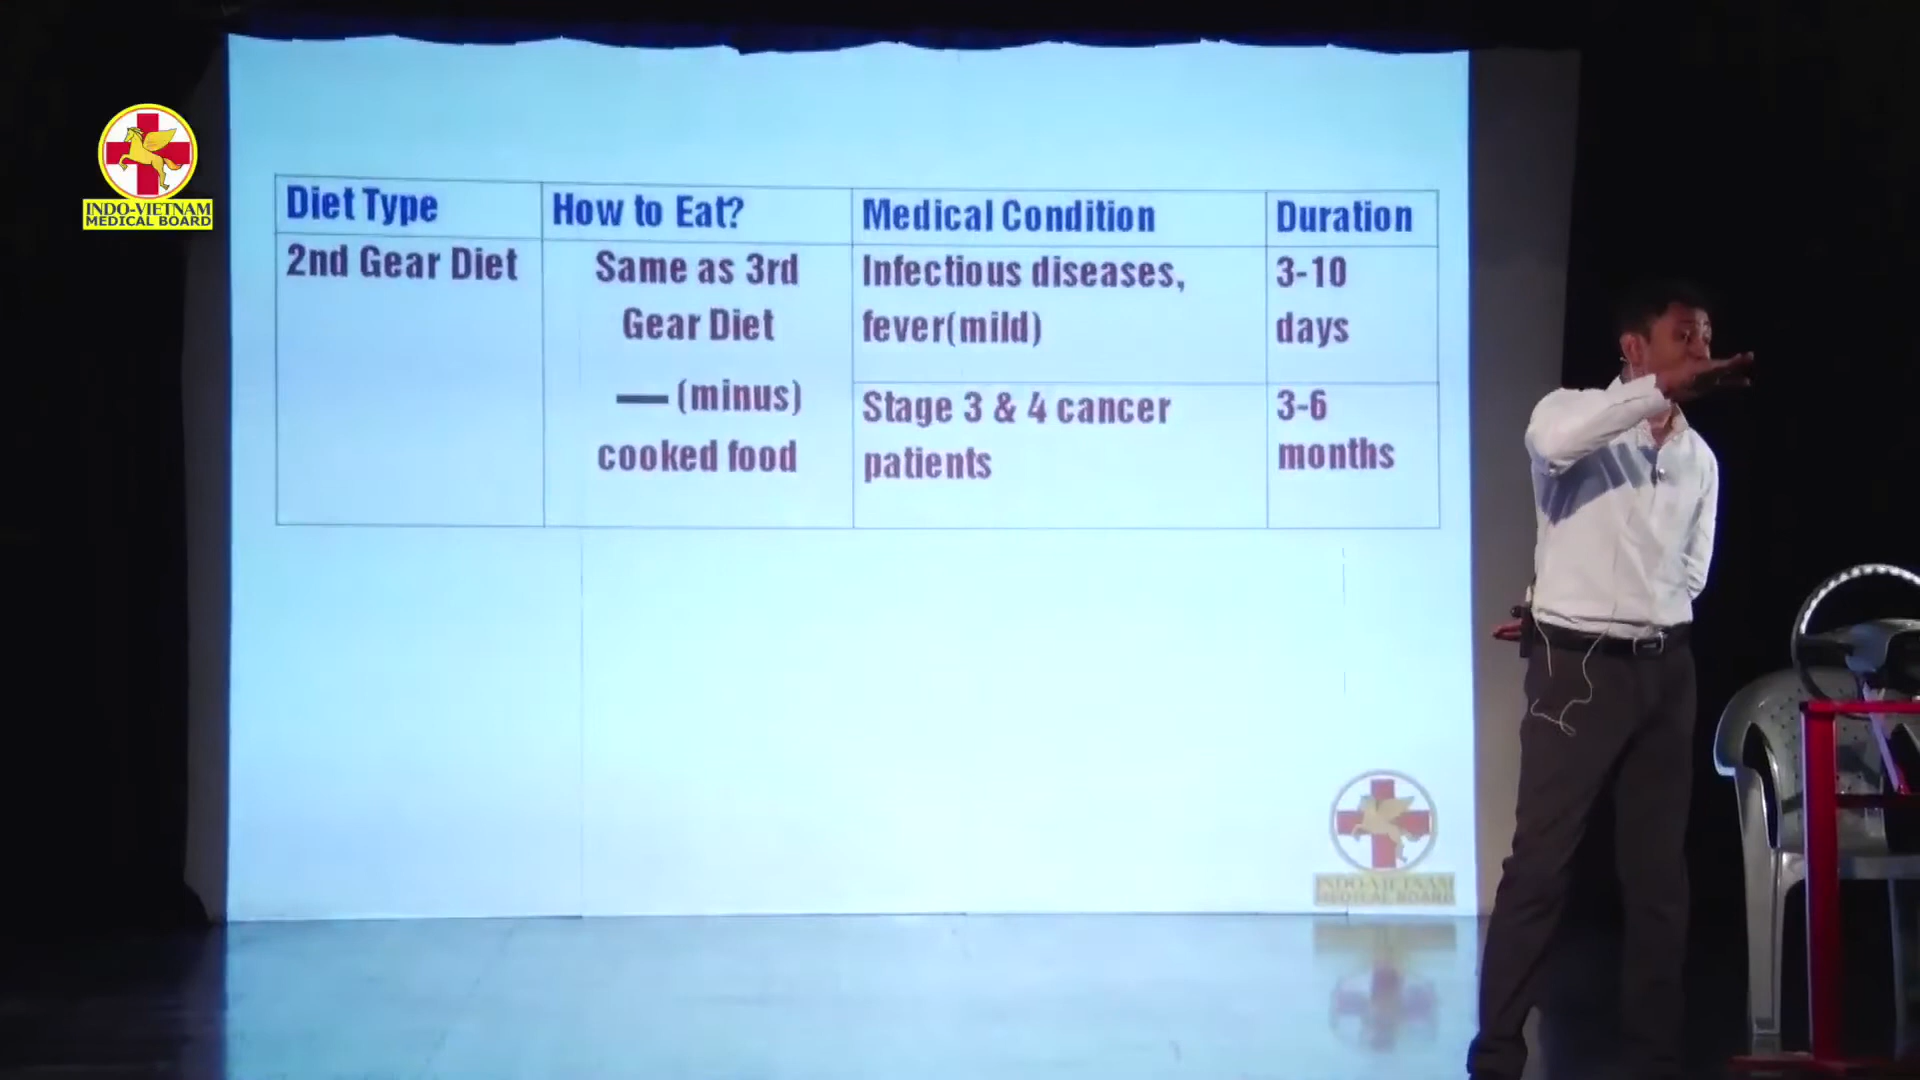 INDO-VIETNAM
MEDICAL BOARD
Diet Type
How to Eat?
Medical Condition
Duration
2nd Gear Diet
Same as 3rd
Gear Diet
— (minus)
cooked food
Infectious diseases,
fever(mild)
3-10
days
Stage 3 & 4 cancer
patients
3-6
months
INDO-VIETNAM
MEDICAL BOARD